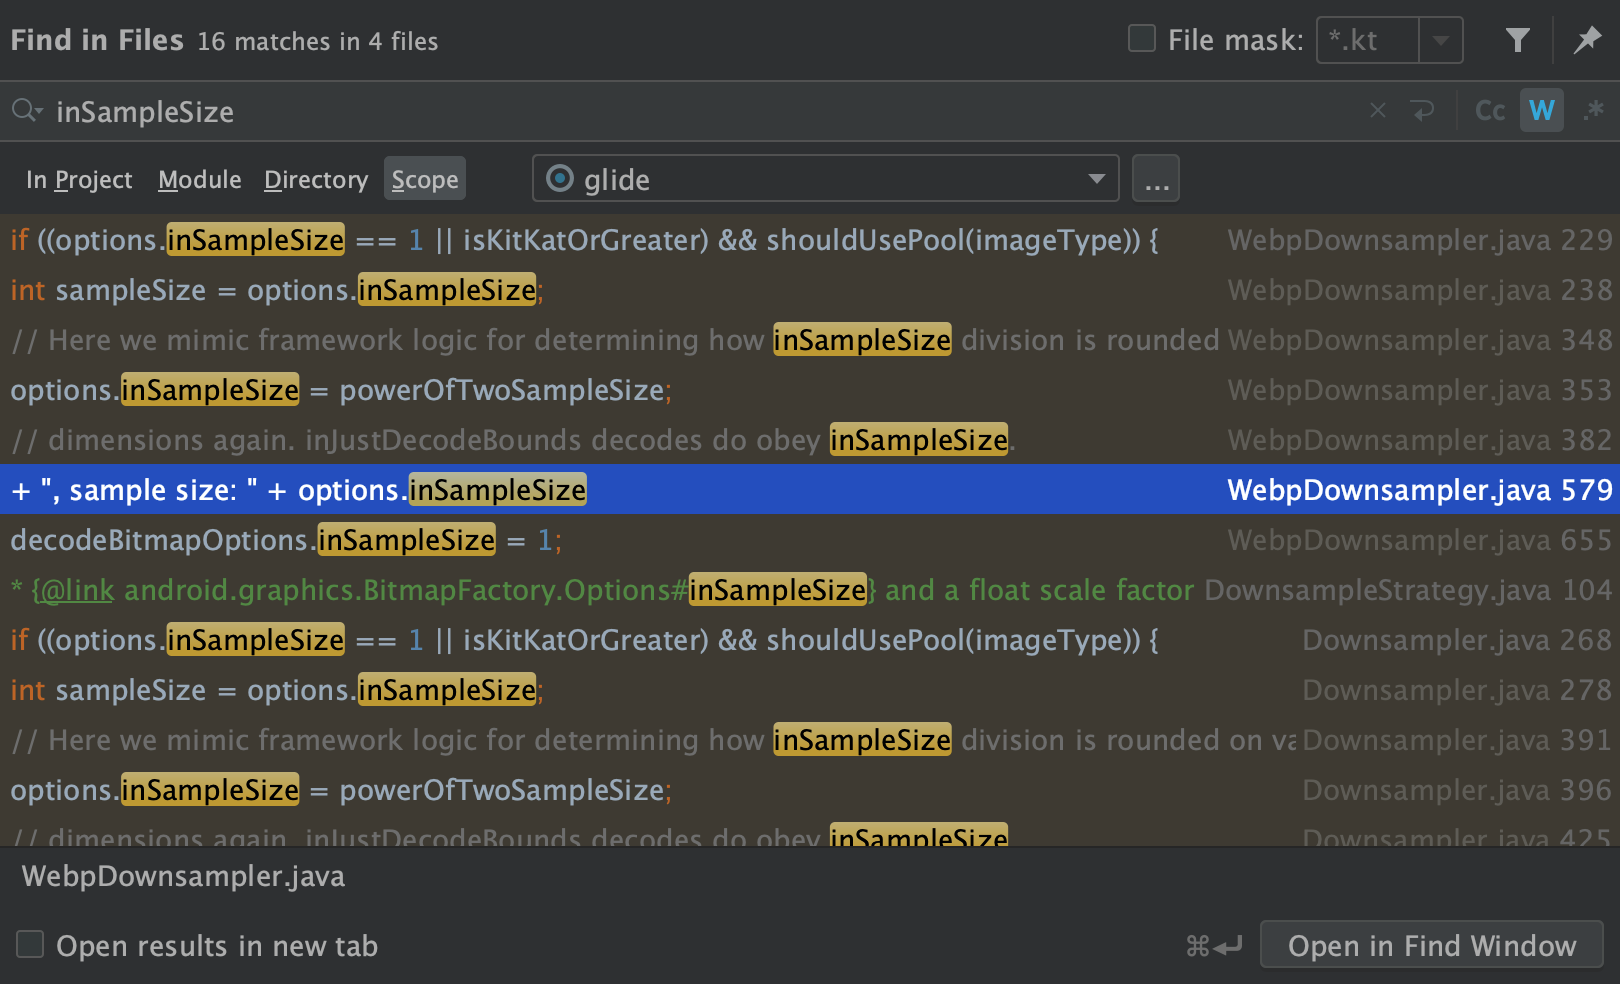 Find in Files 16 matches in 4 files File mask: *.kt
inSampleSize Cc W .*
In Project Module Directory Scope glide ...
if ((options.inSampleSize == 1 || isKitKatOrGreater) && shouldUsePool(imageType)) { WebpDownsampler.java 229
int sampleSize = options.inSampleSize; WebpDownsampler.java 238
// Here we mimic framework logic for determining how inSampleSize division is rounded WebpDownsampler.java 348
options.inSampleSize = powerOfTwoSampleSize; WebpDownsampler.java 353
// dimensions again. inJustDecodeBounds decodes do obey inSampleSize. WebpDownsampler.java 382
+ ", sample size: " + options.inSampleSize WebpDownsampler.java 579
decodeBitmapOptions.inSampleSize = 1; WebpDownsampler.java 655
* {@link android.graphics.BitmapFactory.Options#inSampleSize} and a float scale factor DownsampleStrategy.java 104
if ((options.inSampleSize == 1 || isKitKatOrGreater) && shouldUsePool(imageType)) { Downsampler.java 268
int sampleSize = options.inSampleSize; Downsampler.java 278
// Here we mimic framework logic for determining how inSampleSize division is rounded on va Downsampler.java 391
options.inSampleSize = powerOfTwoSampleSize; Downsampler.java 396
// dimensions again. inJustDecodeBounds decodes do obey inSampleSize Downsampler.java 425
WebpDownsampler.java
Open results in new tab ⌘↵ Open in Find Window